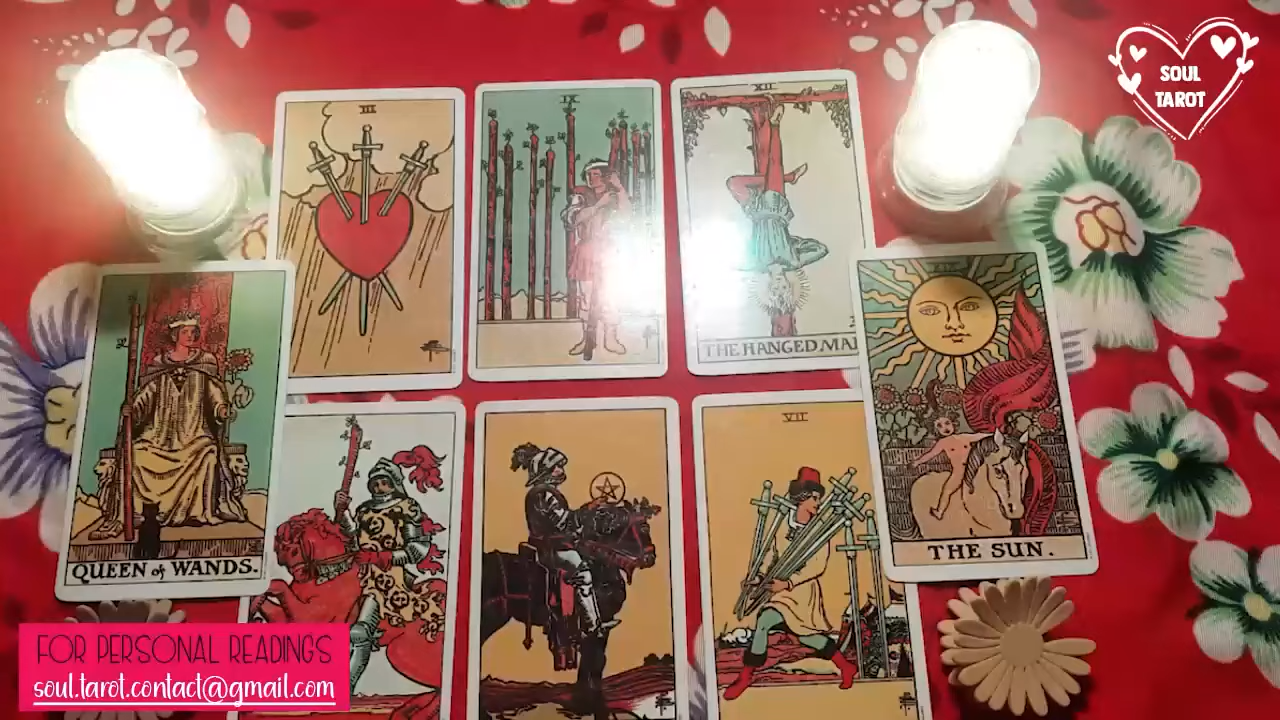 SOUL
TAROT
III
IX
XII
THE HANGED MAN
XIX
QUEEN of WANDS.
VII
THE SUN.
FOR PERSONAL READINGS
soul.tarot.contact@gmail.com